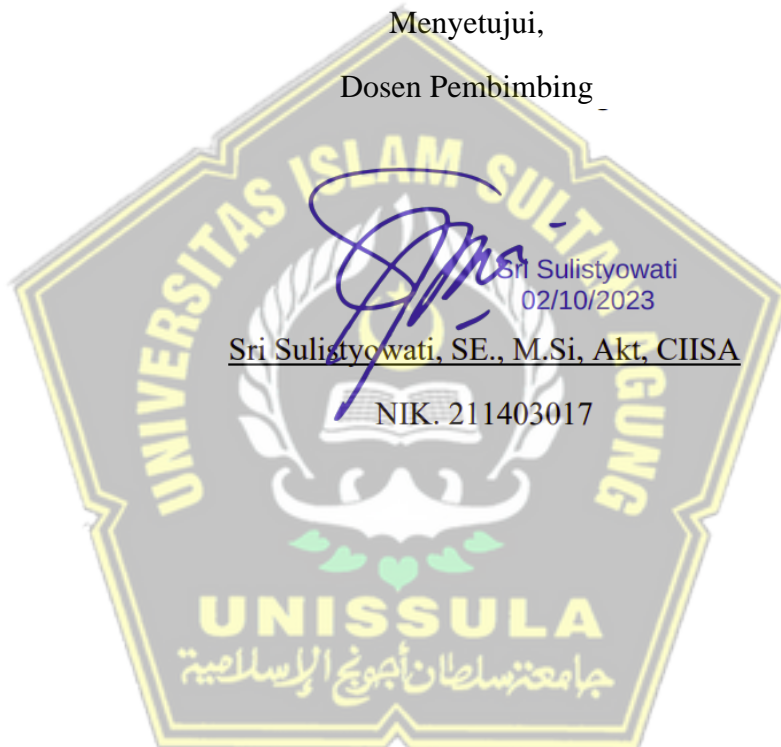 Menyetujui,
Dosen Pembimbing
UNIVERSITAS ISLAM SULTAN AGUNG
Sri Sulistyowati
02/10/2023
Sri Sulistyowati, SE., M.Si, Akt, CIISA
NIK. 211403017
UNISSULA
جامعة سلطان أجونج الإسلامية